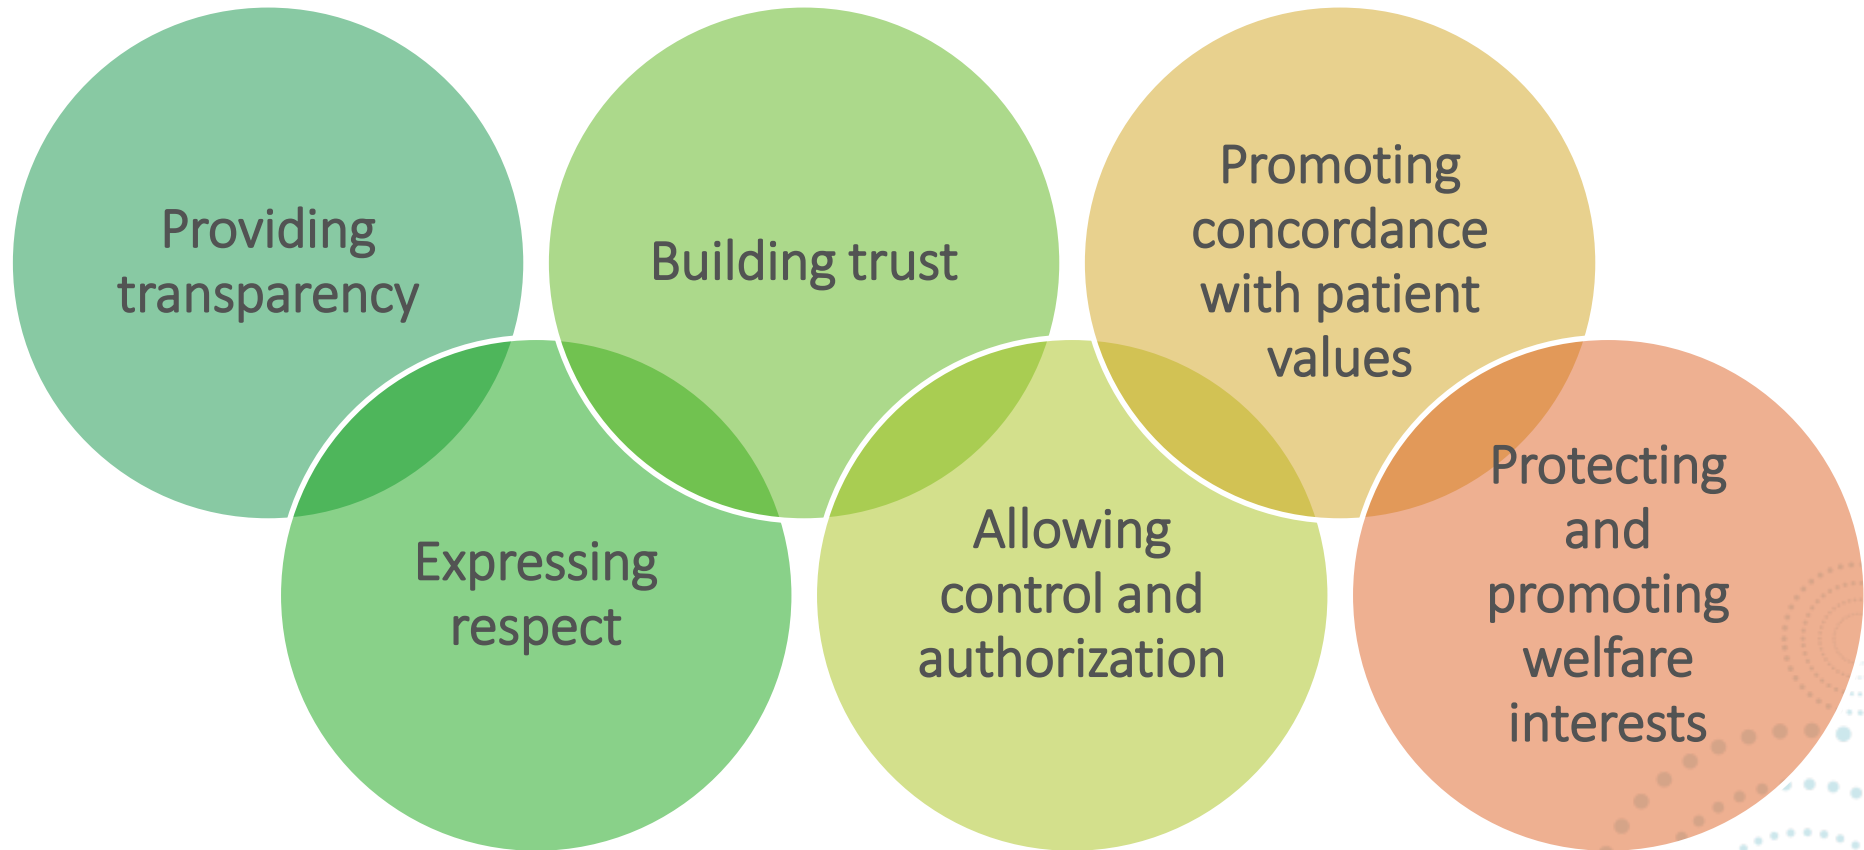 Providing
transparency
Expressing
respect
Building trust
Allowing
control and
authorization
Promoting
concordance
with patient
values
Protecting
and
promoting
welfare
interests